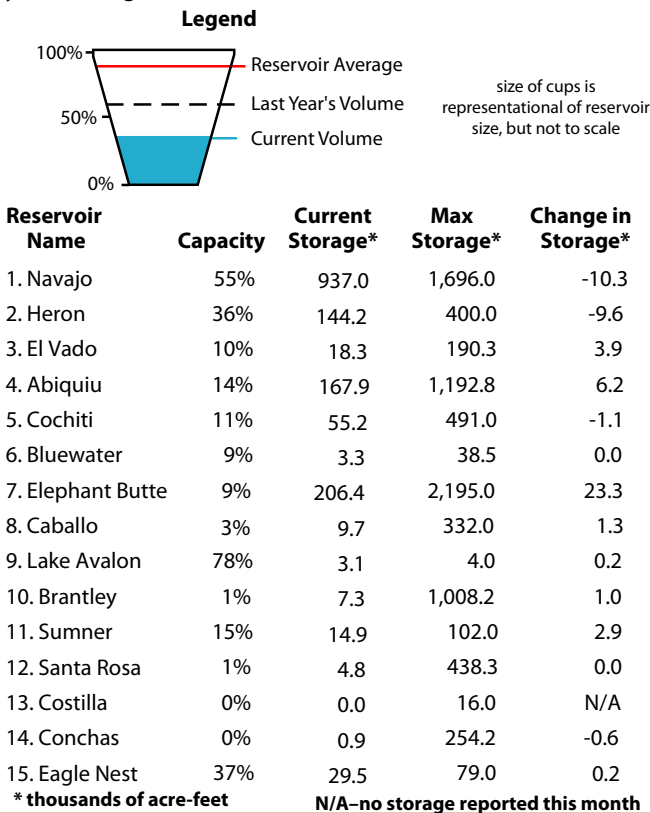 Legend
100%
Reservoir Average
size of cups is
representational of reservoir
size, but not to scale
Last Year's Volume
50%
Current Volume
0%
Reservoir Name Capacity Current Storage* Max Storage* Change in Storage*
1. Navajo 55% 937.0 1,696.0 -10.3
2. Heron 36% 144.2 400.0 -9.6
3. El Vado 10% 18.3 190.3 3.9
4. Abiquiu 14% 167.9 1,192.8 6.2
5. Cochiti 11% 55.2 491.0 -1.1
6. Bluewater 9% 3.3 38.5 0.0
7. Elephant Butte 9% 206.4 2,195.0 23.3
8. Caballo 3% 9.7 332.0 1.3
9. Lake Avalon 78% 3.1 4.0 0.2
10. Brantley 1% 7.3 1,008.2 1.0
11. Sumner 15% 14.9 102.0 2.9
12. Santa Rosa 1% 4.8 438.3 0.0
13. Costilla 0% 0.0 16.0 N/A
14. Conchas 0% 0.9 254.2 -0.6
15. Eagle Nest 37% 29.5 79.0 0.2
* thousands of acre-feet N/A–no storage reported this month